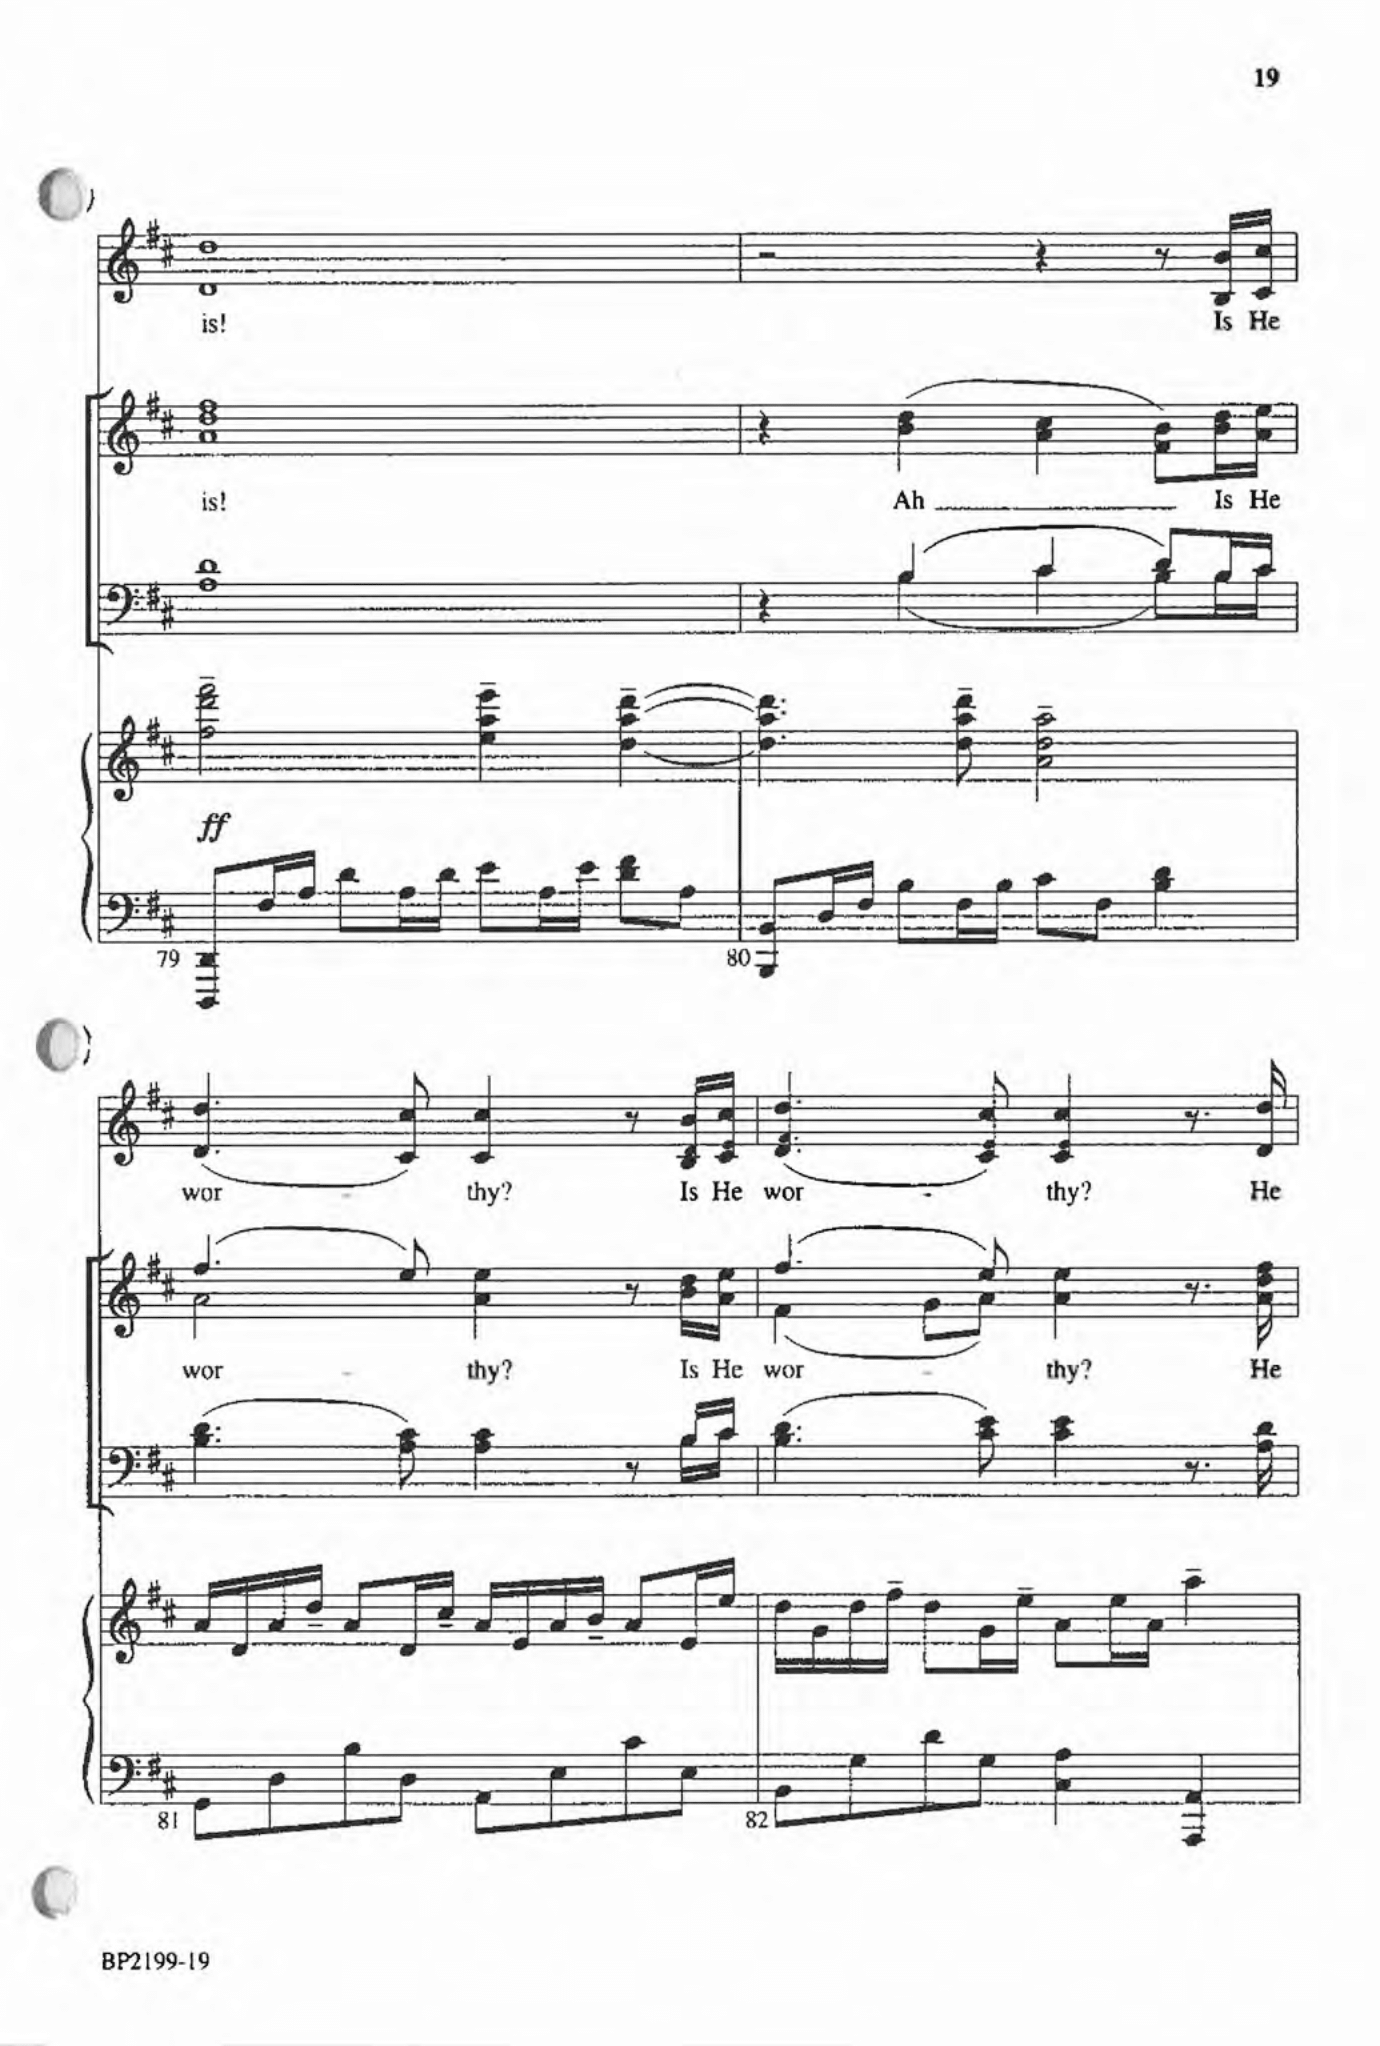 19
is! Is He
is! Ah Is He
ff
79 80
wor - thy? Is He wor - thy? He
wor - thy? Is He wor - thy? He
81 82
BP2199-19